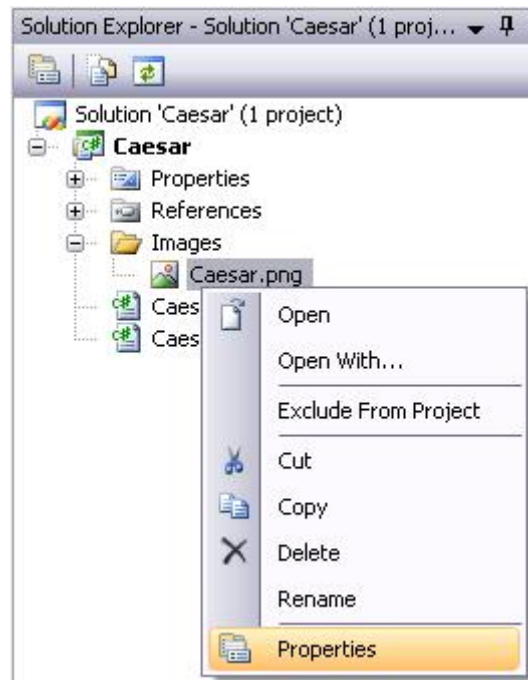 Solution Explorer - Solution 'Caesar' (1 proj...
Solution 'Caesar' (1 project)
Caesar
Properties
References
Images
Caesar.png
Caes
Caes
Open
Open With...
Exclude From Project
Cut
Copy
Delete
Rename
Properties